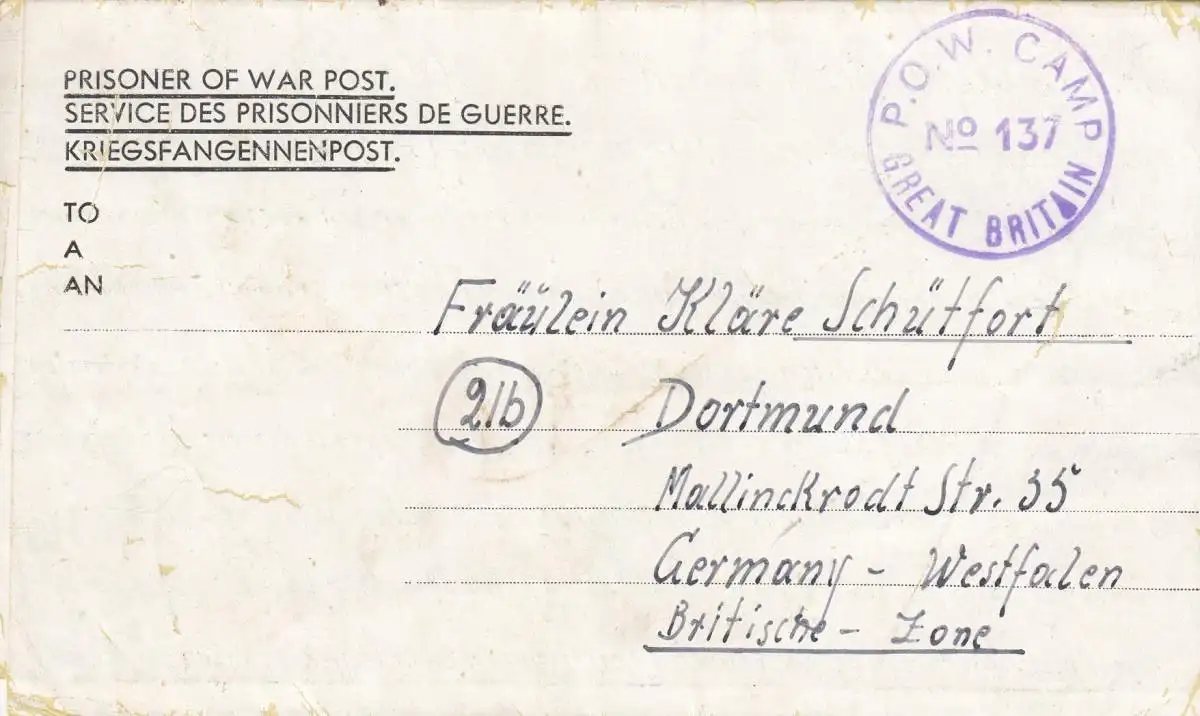 PRISONER OF WAR POST.
SERVICE DES PRISONNIERS DE GUERRE.
KRIEGSFANGENNENPOST.
P.O.W. CAMP
Nº 137
GREAT BRITAIN
TO
A
AN
Fräülein Kläre Schütfort
21b Dortmund
Mallinckrodt Str. 35
Germany - Westfalen
Britische - Zone